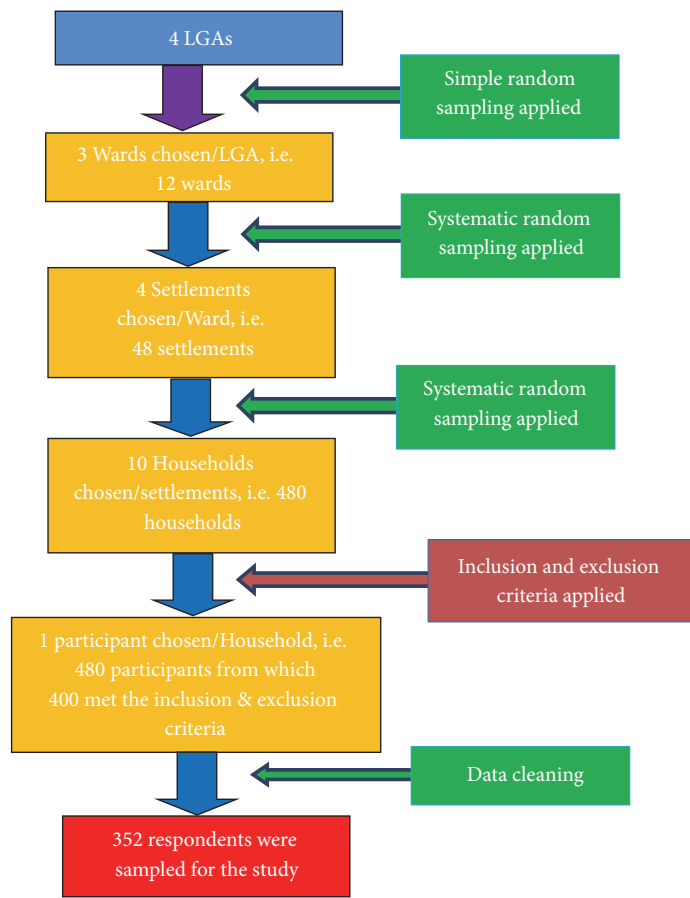 4 LGAs
Simple random
sampling applied
3 Wards chosen/LGA, i.e.
12 wards
Systematic random
sampling applied
4 Settlements
chosen/Ward, i.e.
48 settlements
Systematic random
sampling applied
10 Households
chosen/settlements, i.e. 480
households
Inclusion and exclusion
criteria applied
1 participant chosen/Household, i.e.
480 participants from which
400 met the inclusion & exclusion
criteria
Data cleaning
352 respondents were
sampled for the study